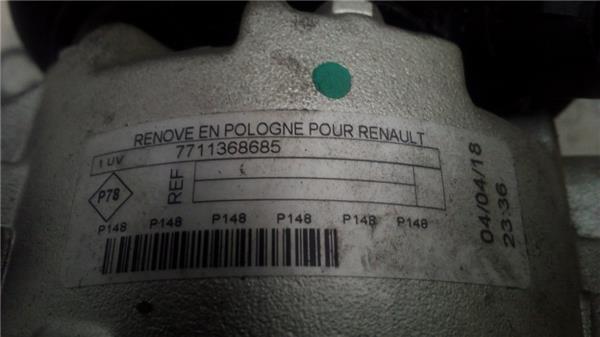 RENOVE EN POLOGNE POUR RENAULT
1 UV 7711368685
P78 REF
P148 P148 P148 P148 P148 P148
04/04/18
23:36